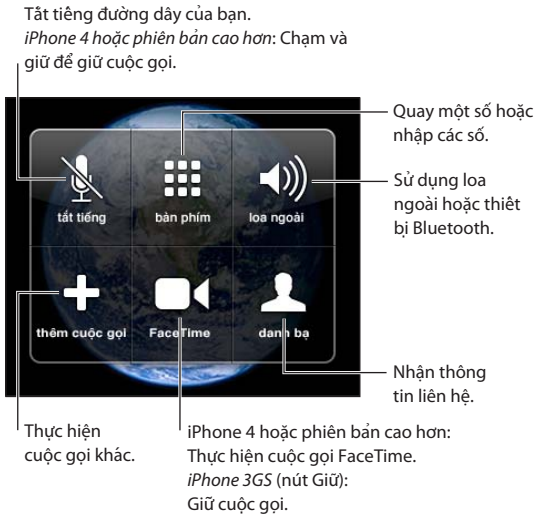 Tắt tiếng đường dây của bạn.
iPhone 4 hoặc phiên bản cao hơn: Chạm và
giữ để giữ cuộc gọi.
Quay một số hoặc
nhập các số.
Sử dụng loa
ngoài hoặc thiết
bị Bluetooth.
tắt tiếng
bàn phím
loa ngoài
thêm cuộc gọi
FaceTime
danh bạ
Nhận thông
tin liên hệ.
Thực hiện
cuộc gọi khác.
iPhone 4 hoặc phiên bản cao hơn:
Thực hiện cuộc gọi FaceTime.
iPhone 3GS (nút Giữ):
Giữ cuộc gọi.